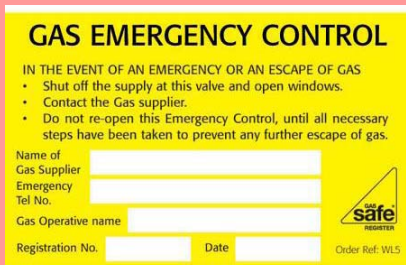 GAS EMERGENCY CONTROL
IN THE EVENT OF AN EMERGENCY OR AN ESCAPE OF GAS
• Shut off the supply at this valve and open windows.
• Contact the Gas supplier.
• Do not re-open this Emergency Control, until all necessary
steps have been taken to prevent any further escape of gas.
Name of
Gas Supplier
Emergency
Tel No.
Gas Operative name
Registration No. Date
GAS
safe
REGISTER
Order Ref: WL5